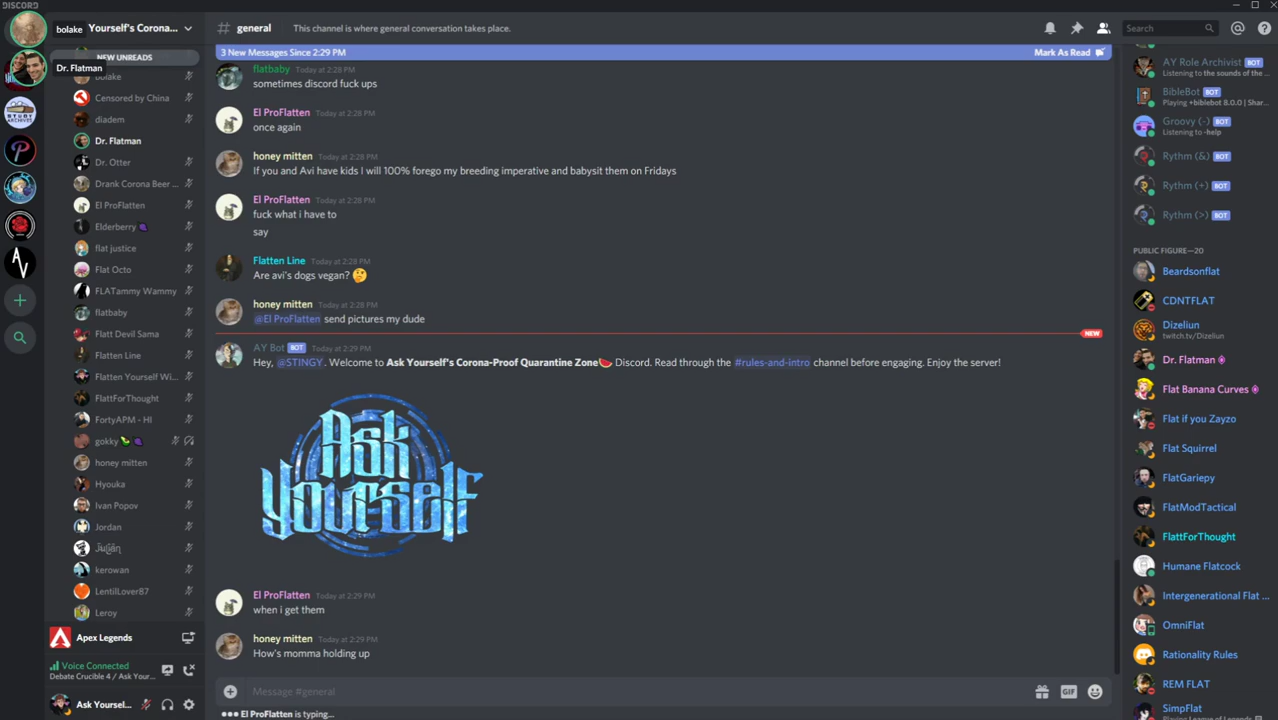 DISCORD
bolake
Yourself's Corona...
# general
This channel is where general conversation takes place.
Search
Dr. Flatman
NEW UNREADS
bolake
Censored by China
diadem
Dr. Flatman
Dr. Otter
Drank Corona Beer ...
El ProFlatten
Elderberry
flat justice
Flat Octo
FLATammy Wammy
flatbaby
Flatt Devil Sama
Flatten Line
Flatten Yourself Wi...
FlattForThought
FortyAPM - HI
gokky
honey mitten
Hyouka
Ivan Popov
Jordan
kerowan
LentilLover87
Leroy
Apex Legends
Voice Connected
Debate Crucible 4 / Ask Your...
Ask Yoursel...
STUDY
ARCHIVES
AV
3 New Messages Since 2:29 PM
Mark As Read
flatbaby Today at 2:28 PM
sometimes discord fuck ups
El ProFlatten Today at 2:28 PM
once again
honey mitten Today at 2:28 PM
If you and Avi have kids I will 100% forego my breeding imperative and babysit them on Fridays
El ProFlatten Today at 2:28 PM
fuck what i have to
say
Flatten Line Today at 2:28 PM
Are avi's dogs vegan? 🤔
honey mitten Today at 2:28 PM
@El ProFlatten send pictures my dude
NEW
AY Bot BOT Today at 2:29 PM
Hey, @STINGY. Welcome to Ask Yourself's Corona-Proof Quarantine Zone🍉 Discord. Read through the #rules-and-intro channel before engaging. Enjoy the server!
Ask
Yourself
El ProFlatten Today at 2:29 PM
when i get them
honey mitten Today at 2:29 PM
How's momma holding up
Message #general
GIF
El ProFlatten is typing...
AY Role Archivist BOT
Listening to the sounds of the ...
BibleBot BOT
Playing +biblebot 8.0.0 | Shar...
Groovy (-) BOT
Listening to -help
Rythm (&) BOT
Rythm (+) BOT
Rythm (>) BOT
PUBLIC FIGURE—20
Beardsonflat
CDNTFLAT
Dizeliun
twitch.tv/Dizeliun
Dr. Flatman
Flat Banana Curves
Flat if you Zayzo
Flat Squirrel
FlatGariepy
FlatModTactical
FlattForThought
Humane Flatcock
Intergenerational Flat ...
OmniFlat
Rationality Rules
REM FLAT
SimpFlat
Playing League of Legends